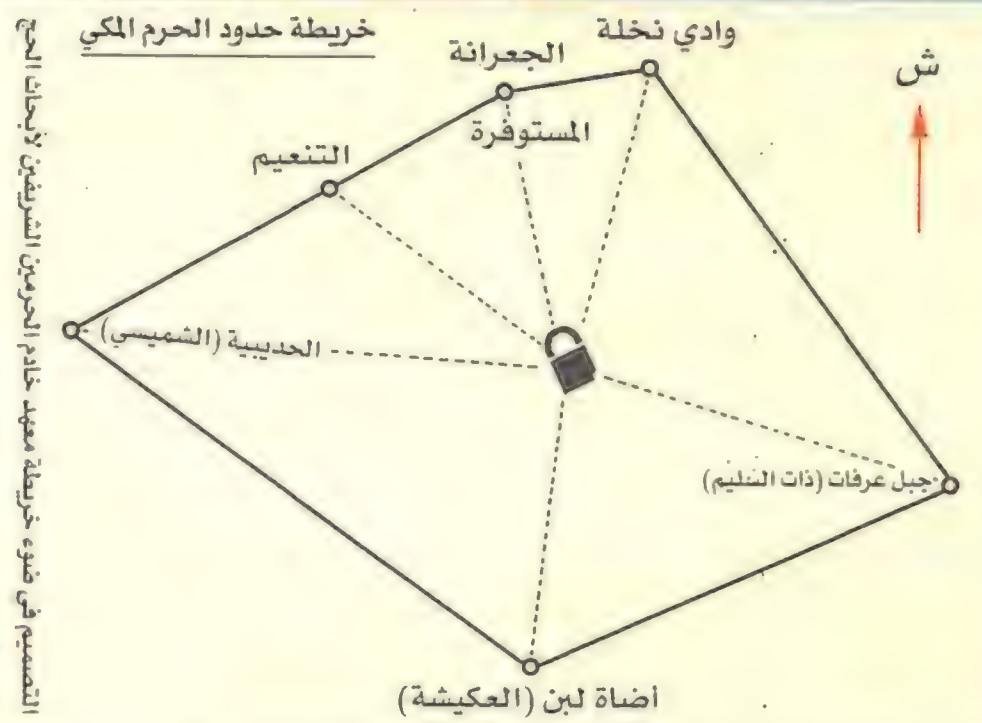 خريطة حدود الحرم المكي
وادي نخلة
الجعرانة
ش
المستوفرة
التنعيم
الحديبية (الشميسي)
جبل عرفات (ذات السليم)
أضاة لبن (العكيشة)
التصميم في ضوء خريطة معهد خادم الحرمين الشريفين لأبحاث الحج